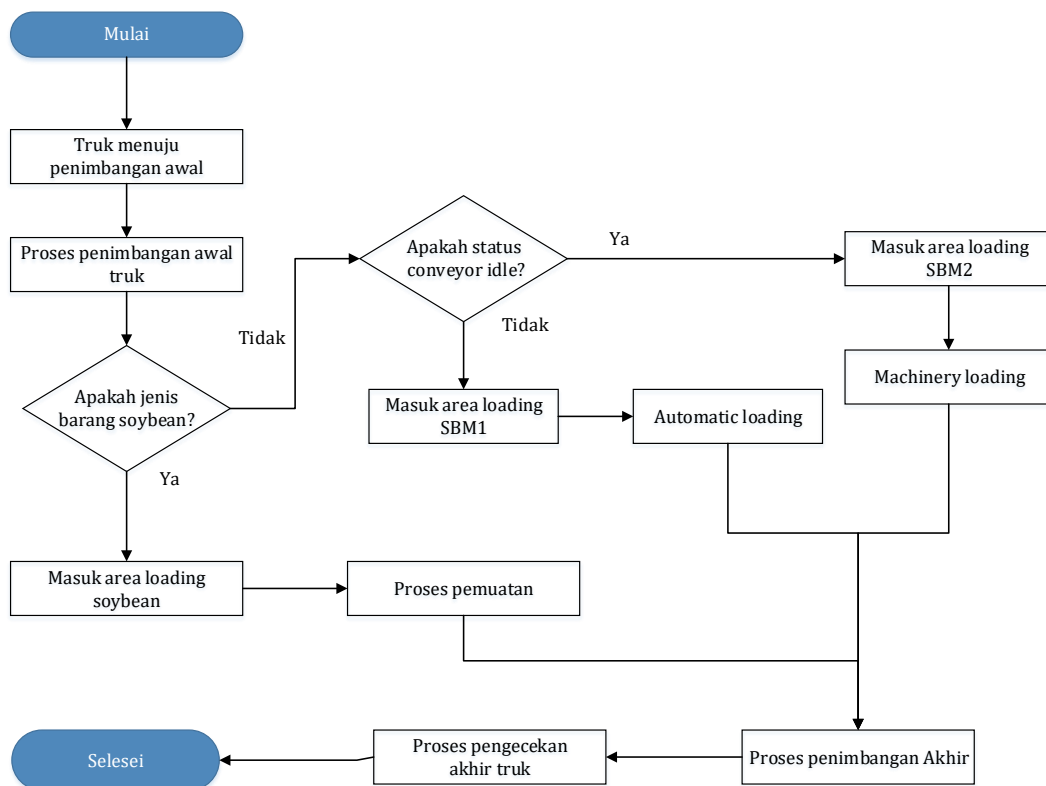 Mulai
Truk menuju
penimbangan awal
Proses penimbangan awal
truk
Apakah jenis
barang soybean?
Tidak
Ya
Apakah status
conveyor idle?
Ya
Tidak
Masuk area loading
SBM2
Machinery loading
Masuk area loading
SBM1
Automatic loading
Masuk area loading
soybean
Proses pemuatan
Proses penimbangan Akhir
Proses pengecekan
akhir truk
Selesei